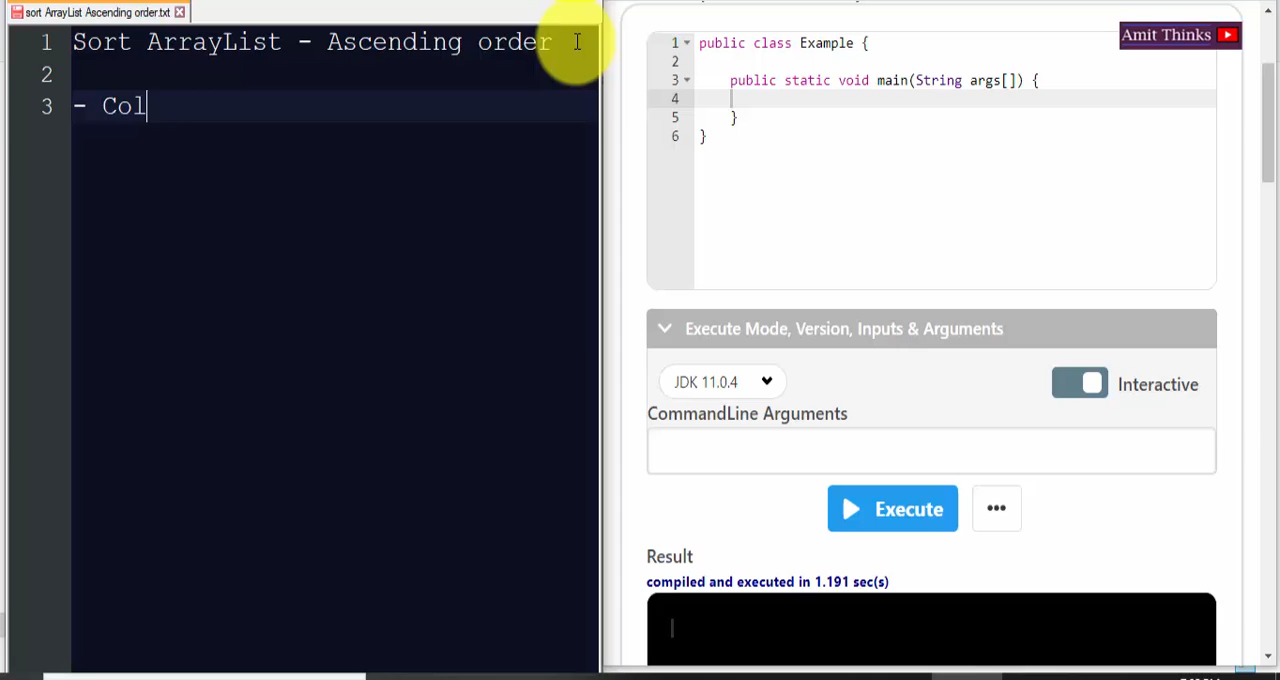 sort ArrayList Ascending order.txt
1 Sort ArrayList - Ascending order
2
3 - Col
Amit Thinks
1 public class Example {
2
3 public static void main(String args[]) {
4
5 }
6 }
Execute Mode, Version, Inputs & Arguments
JDK 11.0.4
Interactive
CommandLine Arguments
Execute
Result
compiled and executed in 1.191 sec(s)